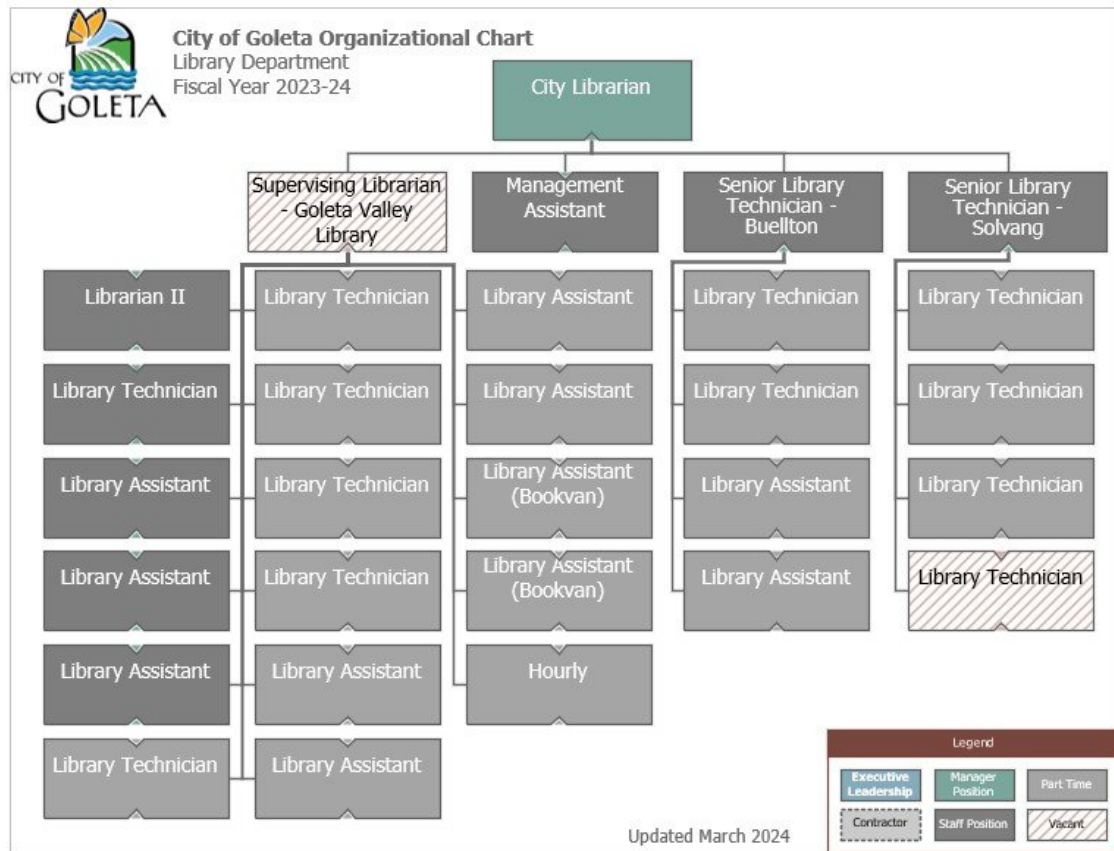 CITY OF
GOLETA
City of Goleta Organizational Chart
Library Department
Fiscal Year 2023-24
City Librarian
Supervising Librarian
- Goleta Valley
Library
Management
Assistant
Senior Library
Technician -
Buellton
Senior Library
Technician -
Solvang
Librarian II
Library Technician
Library Assistant
Library Technician
Library Technician
Library Technician
Library Technician
Library Assistant
Library Technician
Library Technician
Library Assistant
Library Technician
Library Assistant
(Bookvan)
Library Assistant
Library Technician
Library Assistant
Library Technician
Library Assistant
(Bookvan)
Library Assistant
Library Technician
Library Assistant
Library Assistant
Hourly
Library Technician
Library Assistant
Legend
Executive
Leadership
Manager
Position
Part Time
Contractor
Staff Position
Vacant
Updated March 2024